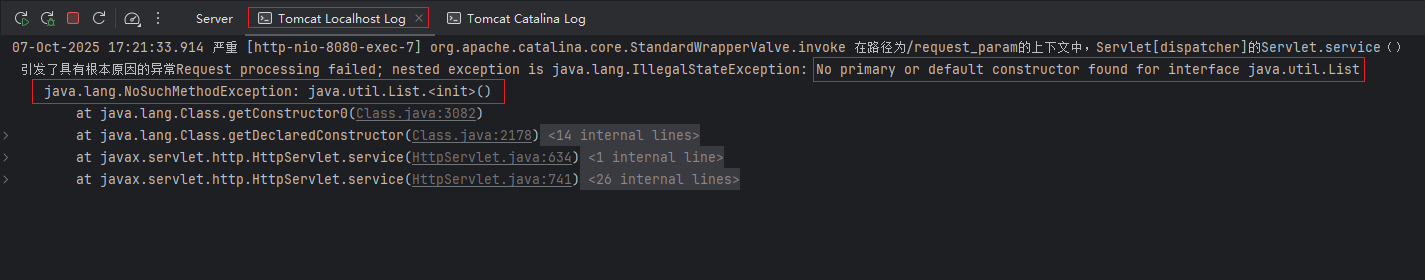 Server Tomcat Localhost Log × Tomcat Catalina Log
07-Oct-2025 17:21:33.914 严重 [http-nio-8080-exec-7] org.apache.catalina.core.StandardWrapperValve.invoke 在路径为/request_param的上下文中，Servlet[dispatcher]的Servlet.service（）
引发了具有根本原因的异常Request processing failed; nested exception is java.lang.IllegalStateException: No primary or default constructor found for interface java.util.List
java.lang.NoSuchMethodException: java.util.List.<init>()
at java.lang.Class.getConstructor0(Class.java:3082)
at java.lang.Class.getDeclaredConstructor(Class.java:2178) <14 internal lines>
at javax.servlet.http.HttpServlet.service(HttpServlet.java:634) <1 internal line>
at javax.servlet.http.HttpServlet.service(HttpServlet.java:741) <26 internal lines>